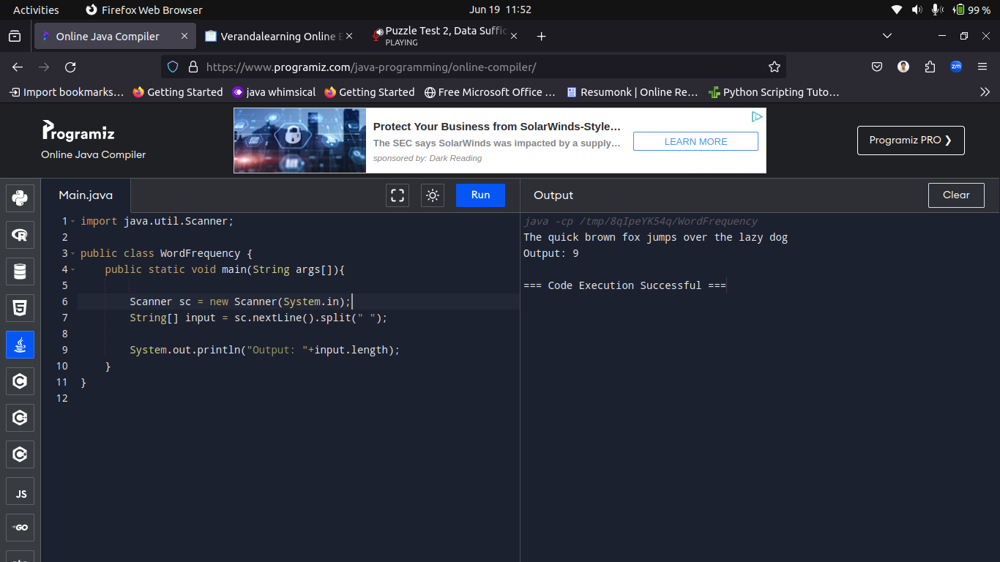 Activities
Firefox Web Browser
Jun 19 11:52
99 %
Online Java Compiler
Verandalearning Online E
Puzzle Test 2, Data Suffic
PLAYING
https://www.programiz.com/java-programming/online-compiler/
zm
Import bookmarks…
Getting Started
java whimsical
Getting Started
Free Microsoft Office …
Resumonk | Online Re…
Python Scripting Tuto…
Programiz
Online Java Compiler
Protect Your Business from SolarWinds-Style…
The SEC says SolarWinds was impacted by a supply…
sponsored by: Dark Reading
LEARN MORE
Programiz PRO ❯
Main.java
Run
Output
Clear
1 import java.util.Scanner;
2
3 public class WordFrequency {
4 public static void main(String args[]){
5
6 Scanner sc = new Scanner(System.in);
7 String[] input = sc.nextLine().split(" ");
8
9 System.out.println("Output: "+input.length);
10 }
11 }
12
java -cp /tmp/8qIpeYK54q/WordFrequency
The quick brown fox jumps over the lazy dog
Output: 9
=== Code Execution Successful ===
R
5
C
C
C
JS
GO